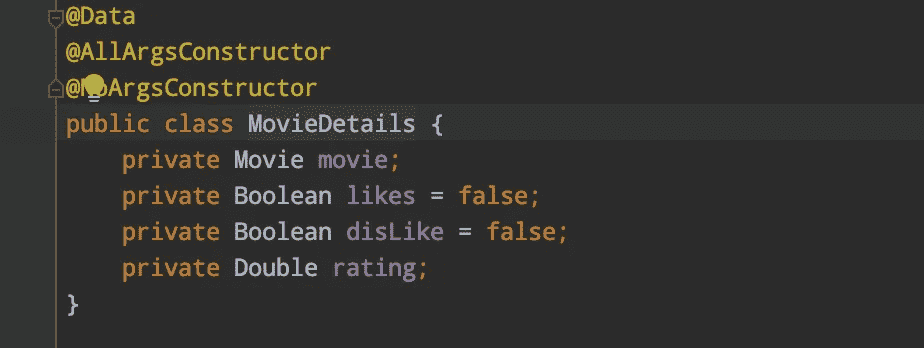 @Data
@AllArgsConstructor
@NoArgsConstructor
public class MovieDetails {
    private Movie movie;
    private Boolean likes = false;
    private Boolean disLike = false;
    private Double rating;
}